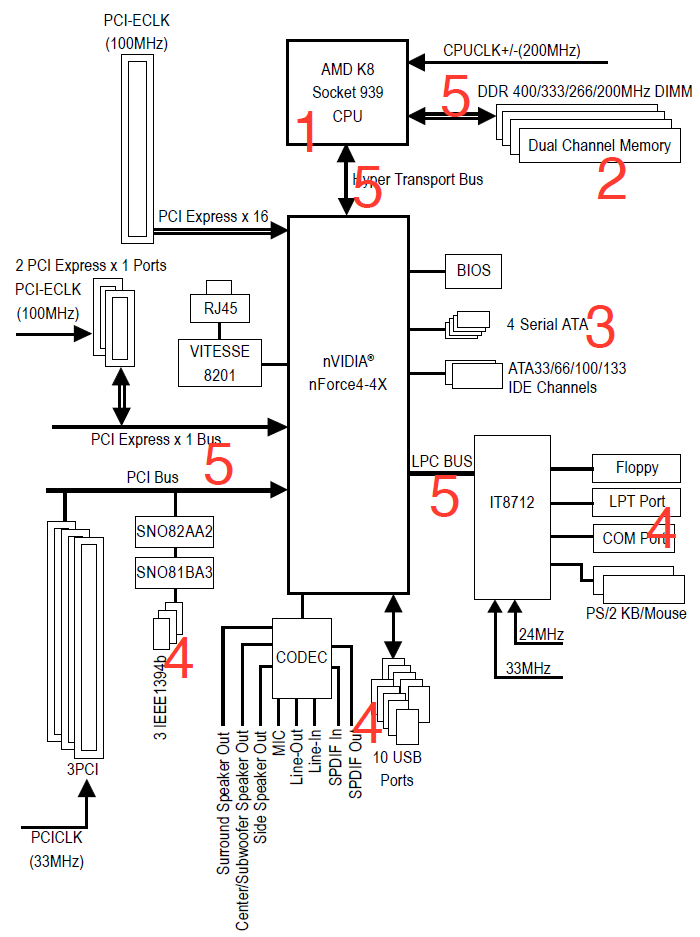 PCI-ECLK
(100MHz)
AMD K8
Socket 939
CPU
1
CPUCLK+/-(200MHz)
5
DDR 400/333/266/200MHz DIMM
Dual Channel Memory
2
Hyper Transport Bus
5
PCI Express x 16
2 PCI Express x 1 Ports
PCI-ECLK
(100MHz)
RJ45
VITESSE
8201
nVIDIA®
nForce4-4X
BIOS
4 Serial ATA
3
ATA33/66/100/133
IDE Channels
PCI Express x 1 Bus
5
PCI Bus
LPC BUS
5
IT8712
Floppy
LPT Port
COM Port
4
PS/2 KB/Mouse
24MHz
33MHz
SNO82AA2
SNO81BA3
3 IEEE1394b
4
3PCI
PCICLK
(33MHz)
CODEC
Surround Speaker Out
Center/Subwoofer Speaker Out
Side Speaker Out
MIC
Line-Out
Line-In
SPDIF In
SPDIF Out
4
10 USB
Ports